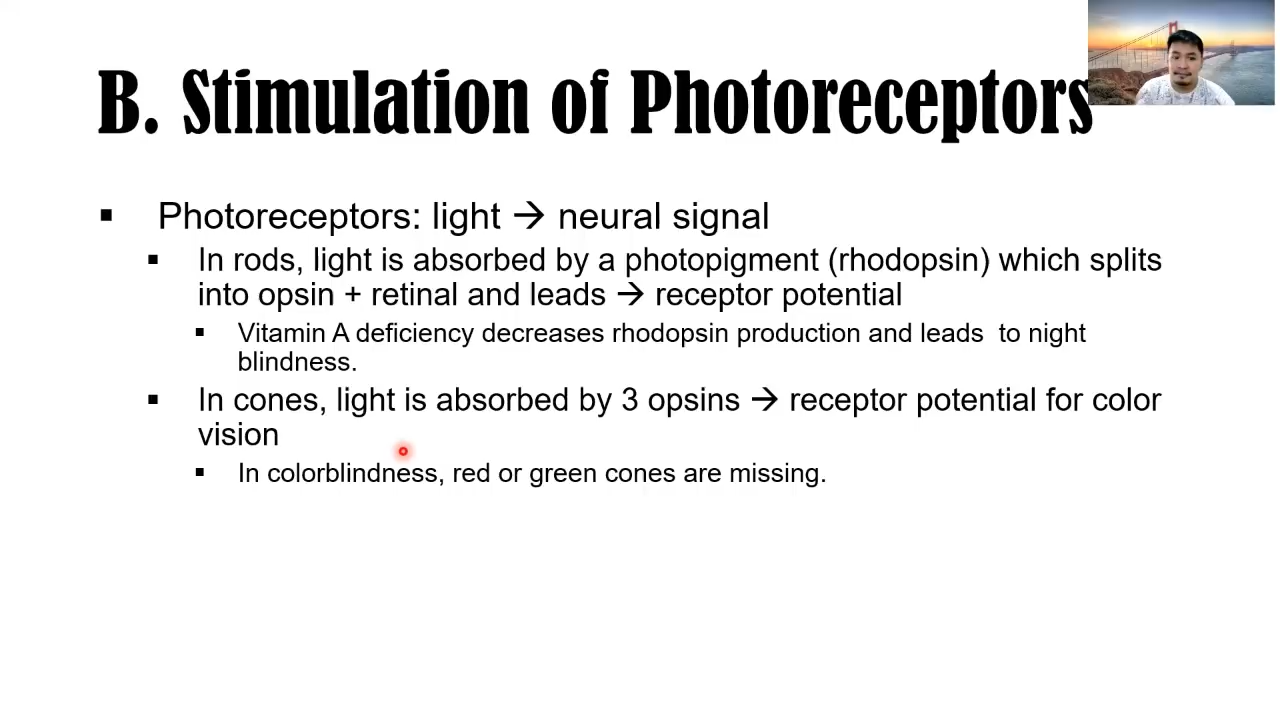 B. Stimulation of Photoreceptors
▪ Photoreceptors: light → neural signal
▪ In rods, light is absorbed by a photopigment (rhodopsin) which splits
into opsin + retinal and leads → receptor potential
▪ Vitamin A deficiency decreases rhodopsin production and leads  to night
blindness.
▪ In cones, light is absorbed by 3 opsins → receptor potential for color
vision
▪ In colorblindness, red or green cones are missing.